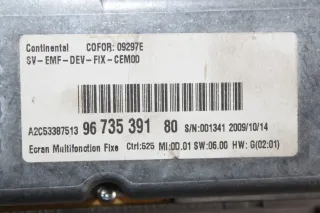 Continental COFOR: 09297E
SV-EMF-DEV-FIX-CEM00
A2C53387513 96 735 391 80 S/N:001341 2009/10/14
Ecran Multifonction Fixe Ctrl:625 MI:0D.01 SW:06.00 HW: G(02:01)